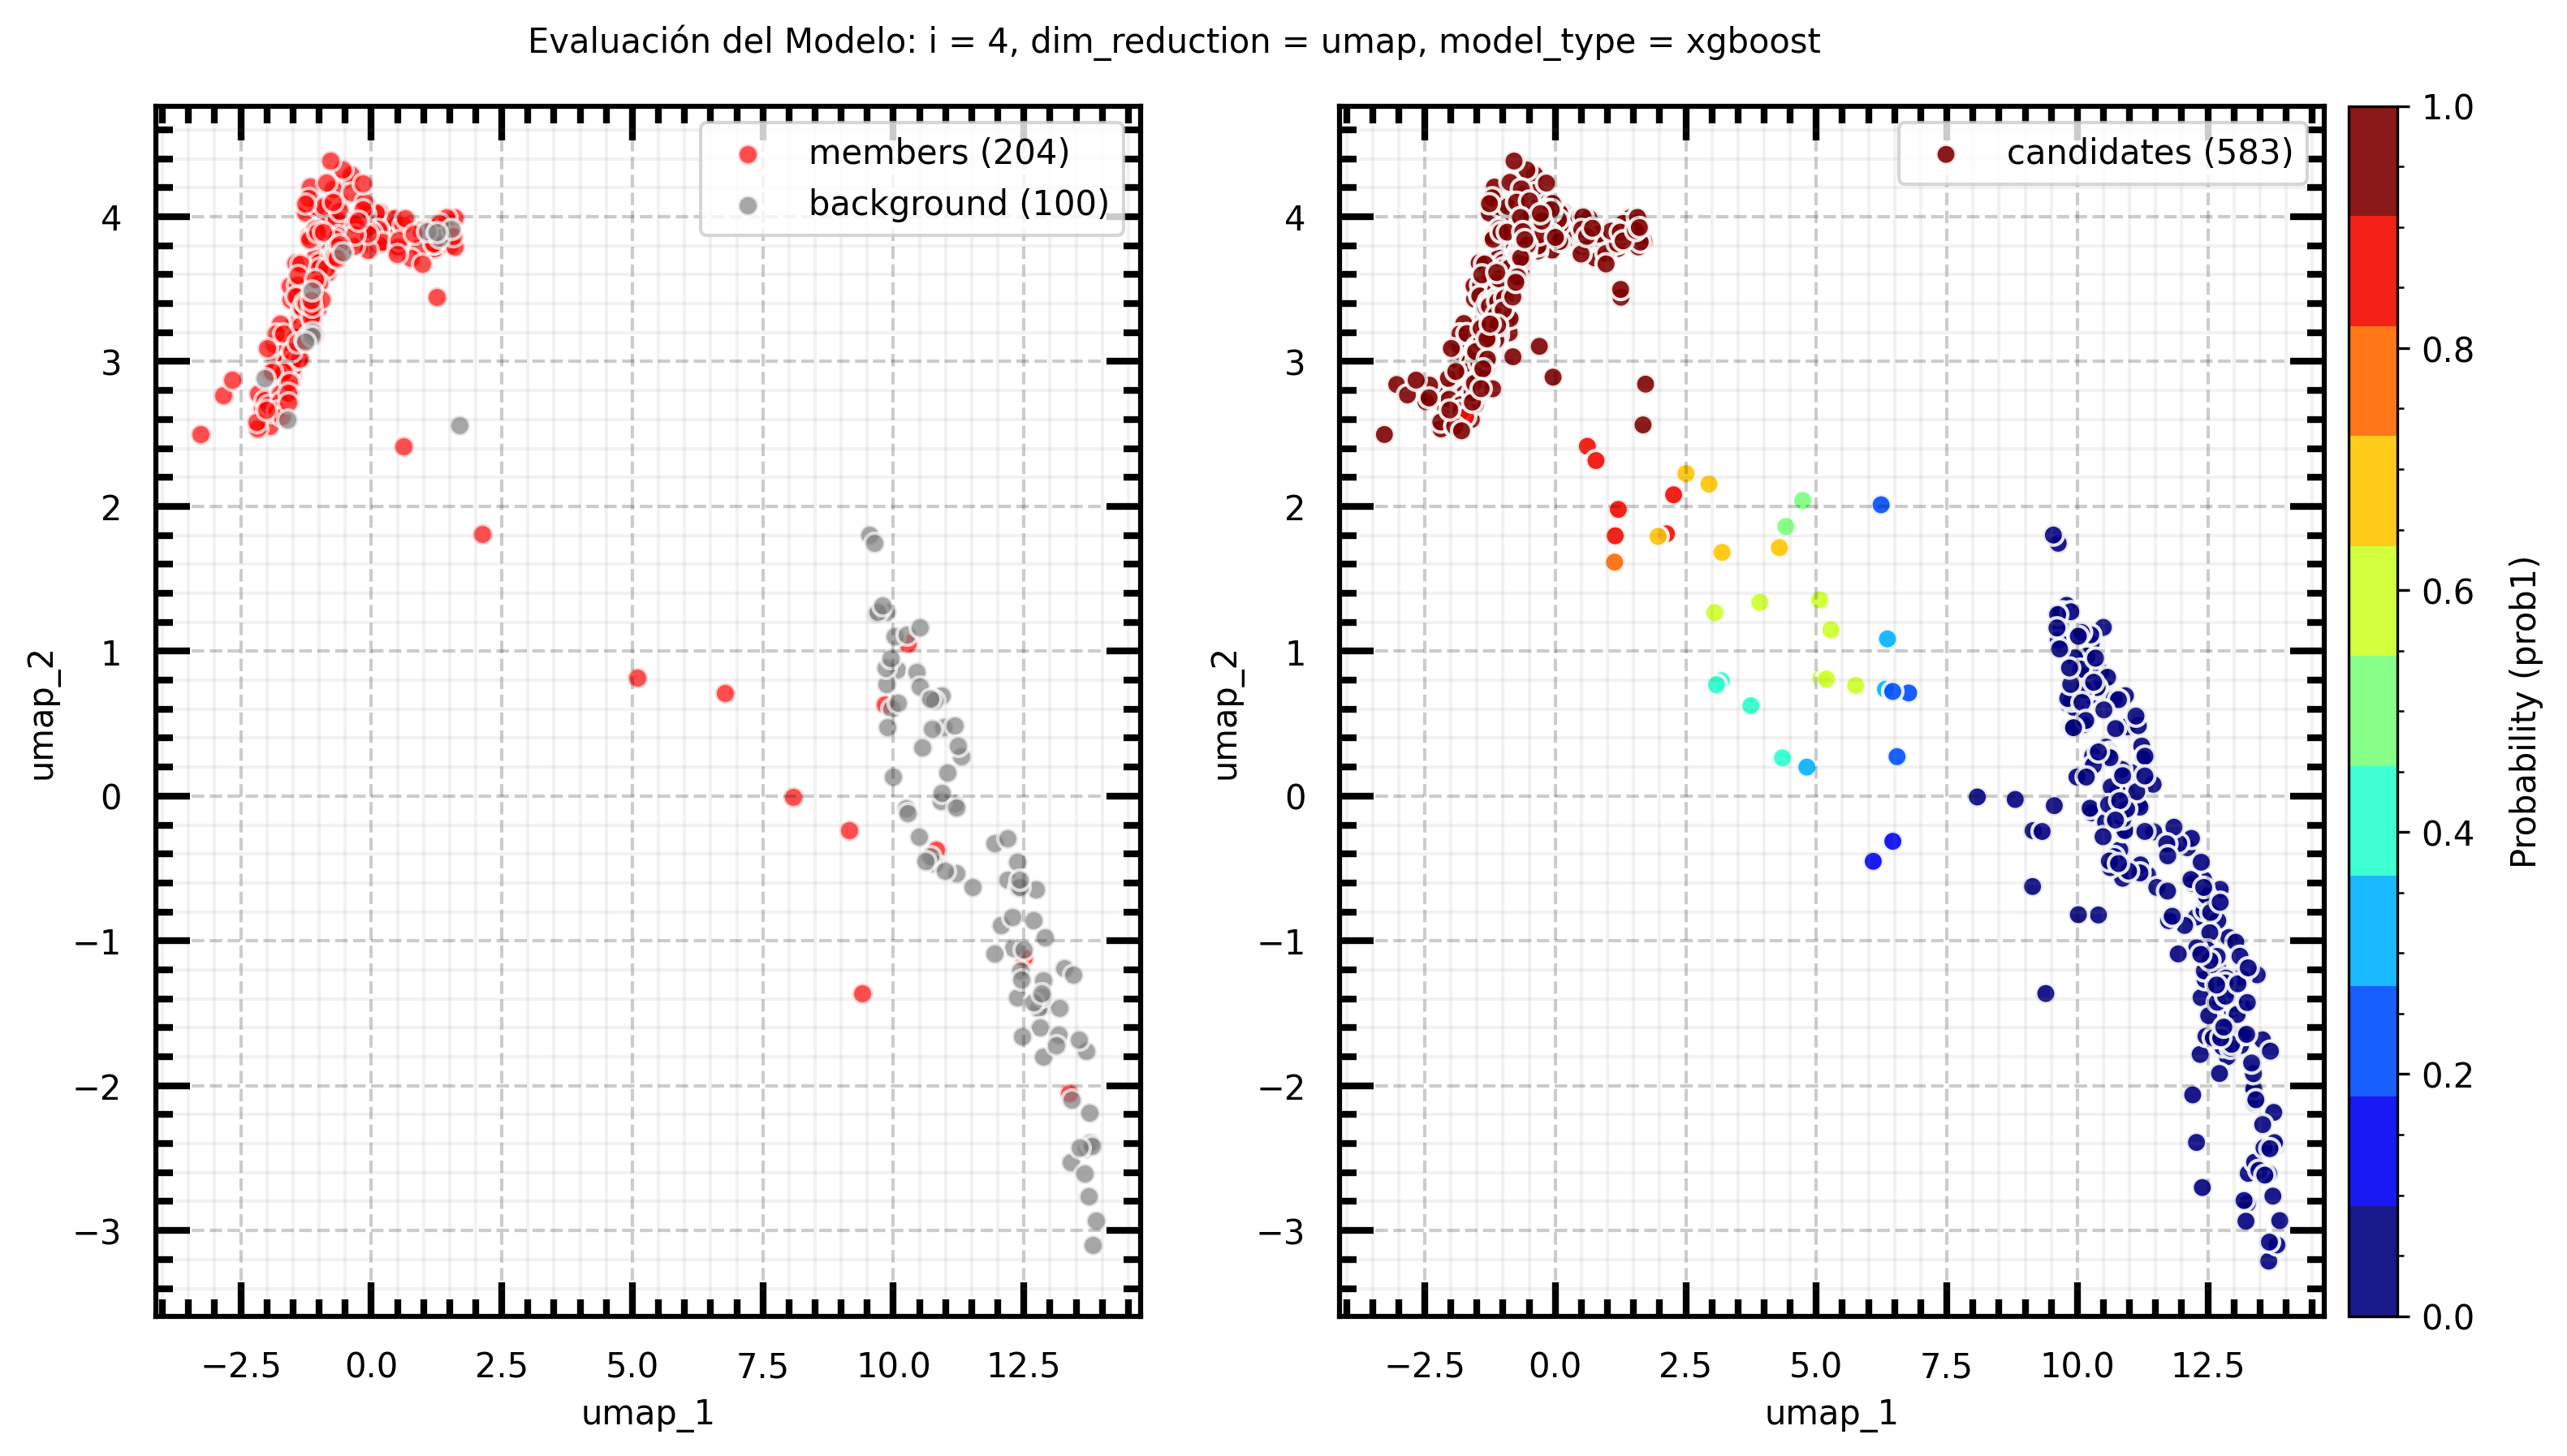 Evaluación del Modelo: i = 4, dim_reduction = umap, model_type = xgboost
members (204)
background (100)
4
3
2
1
0
−1
−2
−3
umap_2
−2.5 0.0 2.5 5.0 7.5 10.0 12.5
umap_1
candidates (583)
4
3
2
1
0
−1
−2
−3
umap_2
−2.5 0.0 2.5 5.0 7.5 10.0 12.5
umap_1
1.0
0.8
0.6
0.4
0.2
0.0
Probability (prob1)